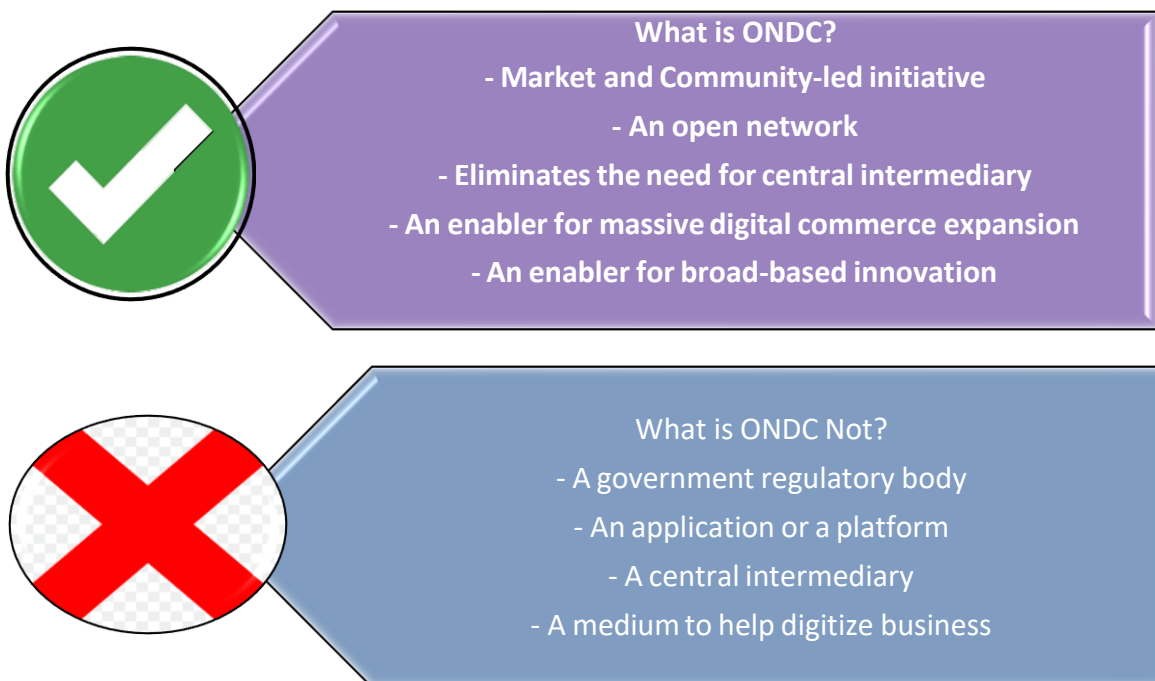 What is ONDC?
- Market and Community-led initiative
- An open network
- Eliminates the need for central intermediary
- An enabler for massive digital commerce expansion
- An enabler for broad-based innovation
What is ONDC Not?
- A government regulatory body
- An application or a platform
- A central intermediary
- A medium to help digitize business